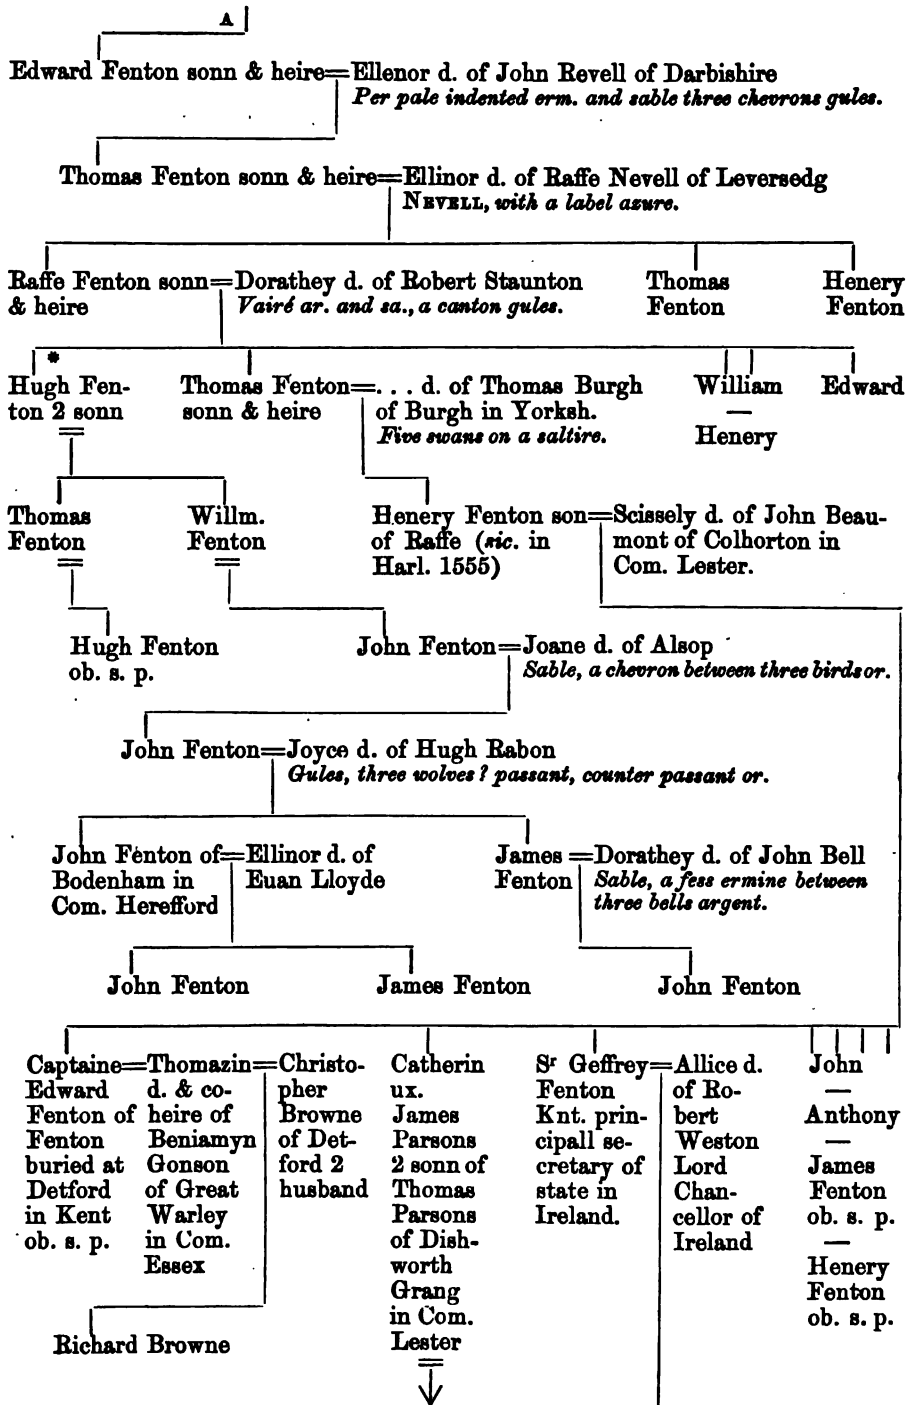 A
Edward Fenton sonn & heire=Ellenor d. of John Revell of Darbishire
Per pale indented erm. and sable three chevrons gules.
Thomas Fenton sonn & heire=Ellinor d. of Raffe Nevell of Leversedg
NEVELL, with a label azure.
Raffe Fenton sonn
& heire
=Dorathey d. of Robert Staunton
Vairé ar. and sa., a canton gules.
Thomas
Fenton
Henery
Fenton
*
Hugh Fen-
ton 2 sonn
Thomas Fenton
sonn & heire
=. . . d. of Thomas Burgh
of Burgh in Yorksh.
Five swans on a saltire.
William
—
Henery
Edward
Thomas
Fenton
Willm.
Fenton
Henery Fenton son
of Raffe (sic. in
Harl. 1555)
=Scissely d. of John Beau-
mont of Colhorton in
Com. Lester.
Hugh Fenton
ob. s. p.
John Fenton=Joane d. of Alsop
Sable, a chevron between three birds or.
John Fenton=Joyce d. of Hugh Rabon
Gules, three wolves ? passant, counter passant or.
John Fenton of
Bodenham in
Com. Herefford
=Ellinor d. of
Euan Lloyde
James
Fenton
=Dorathey d. of John Bell
Sable, a fess ermine between
three bells argent.
John Fenton
James Fenton
John Fenton
Captaine
Edward
Fenton of
Fenton
buried at
Detford
in Kent
ob. s. p.
=Thomazin
d. & co-
heire of
Beniamyn
Gonson
of Great
Warley
in Com.
Essex
=Christo-
pher
Browne
of Det-
ford 2
husband
Catherin
ux.
James
Parsons
2 sonn of
Thomas
Parsons
of Dish-
worth
Grang
in Com.
Lester
Sr Geffrey
Fenton
Knt. prin-
cipall se-
cretary of
state in
Ireland.
=Allice d.
of Ro-
bert
Weston
Lord
Chan-
cellor of
Ireland
John
—
Anthony
—
James
Fenton
ob. s. p.
—
Henery
Fenton
ob. s. p.
Richard Browne